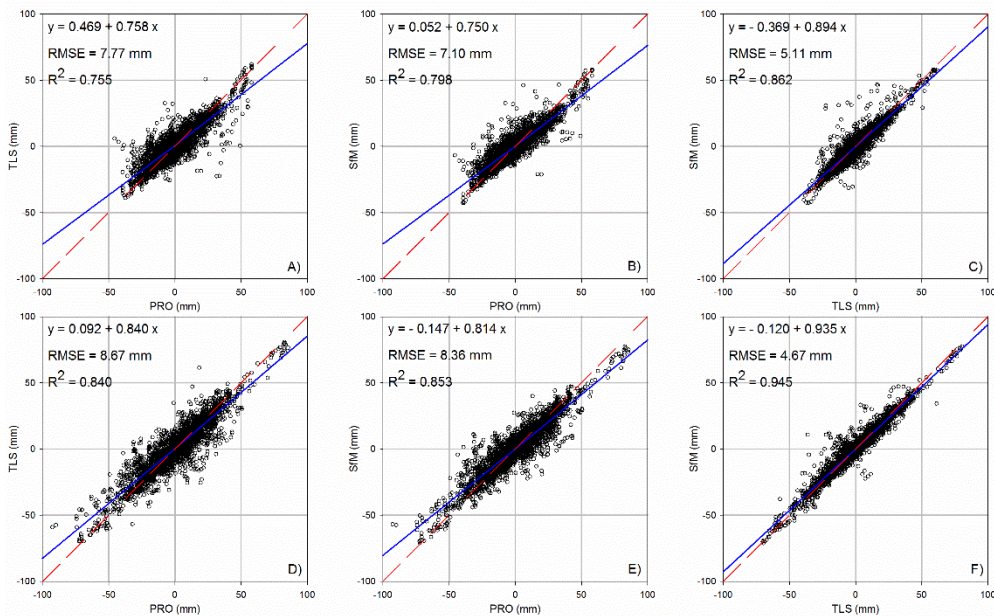 y = 0.469 + 0.758 x
RMSE = 7.77 mm
R² = 0.755
100
50
0
-50
-100
TLS (mm)
-100
-50
0
50
100
PRO (mm)
A)
y = 0.052 + 0.750 x
RMSE = 7.10 mm
R² = 0.798
100
50
0
-50
-100
SfM (mm)
-100
-50
0
50
100
PRO (mm)
B)
y = - 0.369 + 0.894 x
RMSE = 5.11 mm
R² = 0.862
100
50
0
-50
-100
SfM (mm)
-100
-50
0
50
100
TLS (mm)
C)
y = 0.092 + 0.840 x
RMSE = 8.67 mm
R² = 0.840
100
50
0
-50
-100
TLS (mm)
-100
-50
0
50
100
PRO (mm)
D)
y = - 0.147 + 0.814 x
RMSE = 8.36 mm
R² = 0.853
100
50
0
-50
-100
SfM (mm)
-100
-50
0
50
100
PRO (mm)
E)
y = - 0.120 + 0.935 x
RMSE = 4.67 mm
R² = 0.945
100
50
0
-50
-100
SfM (mm)
-100
-50
0
50
100
TLS (mm)
F)